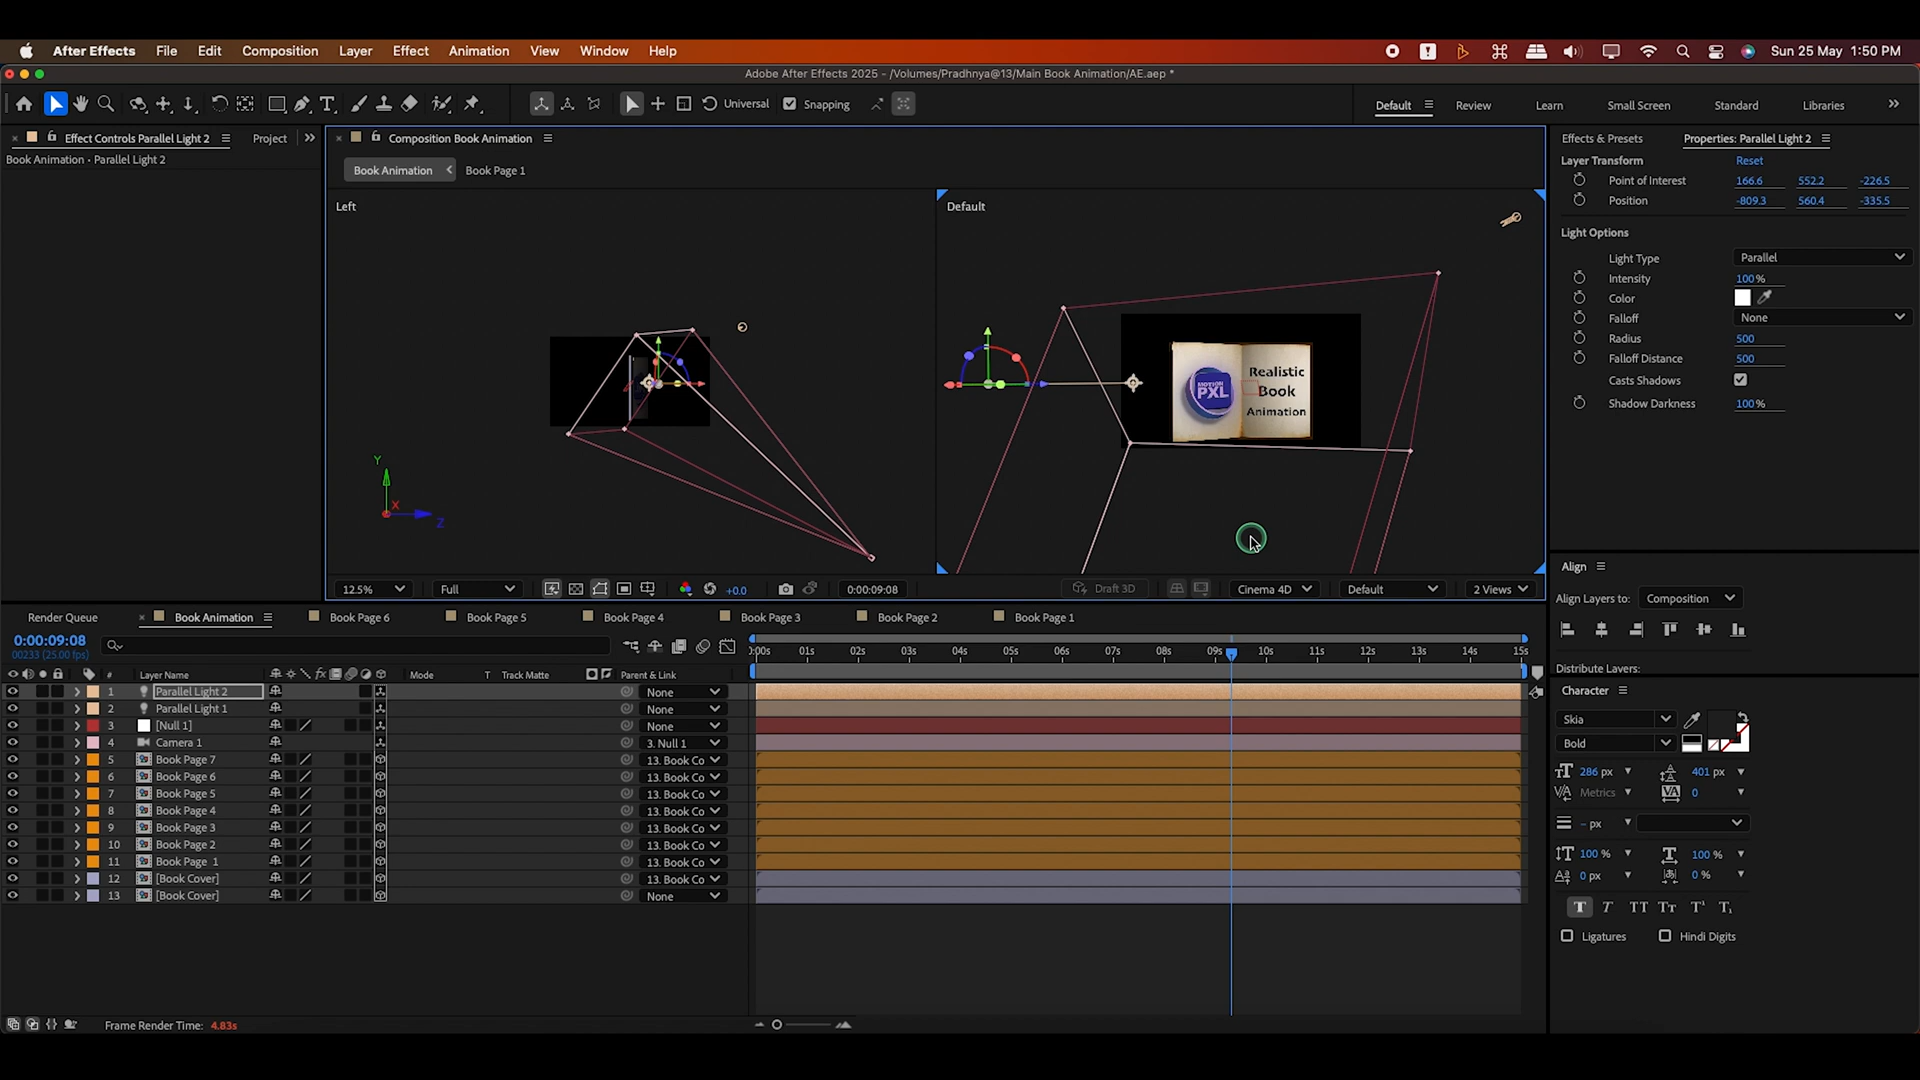 After Effects File Edit Composition Layer Effect Animation View Window Help Sun 25 May 1:50 PM
Adobe After Effects 2025 - /Volumes/Pradhnya@13/Main Book Animation/AE.aep *
Universal Snapping Default Review Learn Small Screen Standard Libraries
Effect Controls Parallel Light 2 Project
Book Animation • Parallel Light 2
Composition Book Animation
Book Animation Book Page 1
Left
Default
MOTION
PXL
Realistic
Book
Animation
Y
X
Z
12.5% Full +0.0 0:00:09:08 Draft 3D Cinema 4D Default 2 Views
Effects & Presets Properties: Parallel Light 2
Layer Transform Reset
Point of Interest 166.6 552.2 -226.5
Position -809.3 560.4 -335.5
Light Options
Light Type Parallel
Intensity 100%
Color
Falloff None
Radius 500
Falloff Distance 500
Casts Shadows
Shadow Darkness 100%
Align
Align Layers to: Composition
Distribute Layers:
Character
Skia
Bold
286 px 401 px
Metrics 0
- px
100 % 100 %
0 px 0 %
T T TT Tt T¹ T₁
Ligatures Hindi Digits
Render Queue Book Animation Book Page 6 Book Page 5 Book Page 4 Book Page 3 Book Page 2 Book Page 1
0:00:09:08
00233 (25.00 fps)
:00s 01s 02s 03s 04s 05s 06s 07s 08s 09s 10s 11s 12s 13s 14s 15s
# Layer Name fx Mode T Track Matte Parent & Link
1 Parallel Light 2 None
2 Parallel Light 1 None
3 [Null 1] None
4 Camera 1 3. Null 1
5 Book Page 7 13. Book Co
6 Book Page 6 13. Book Co
7 Book Page 5 13. Book Co
8 Book Page 4 13. Book Co
9 Book Page 3 13. Book Co
10 Book Page 2 13. Book Co
11 Book Page 1 13. Book Co
12 [Book Cover] 13. Book Co
13 [Book Cover] None
Frame Render Time: 4.83s